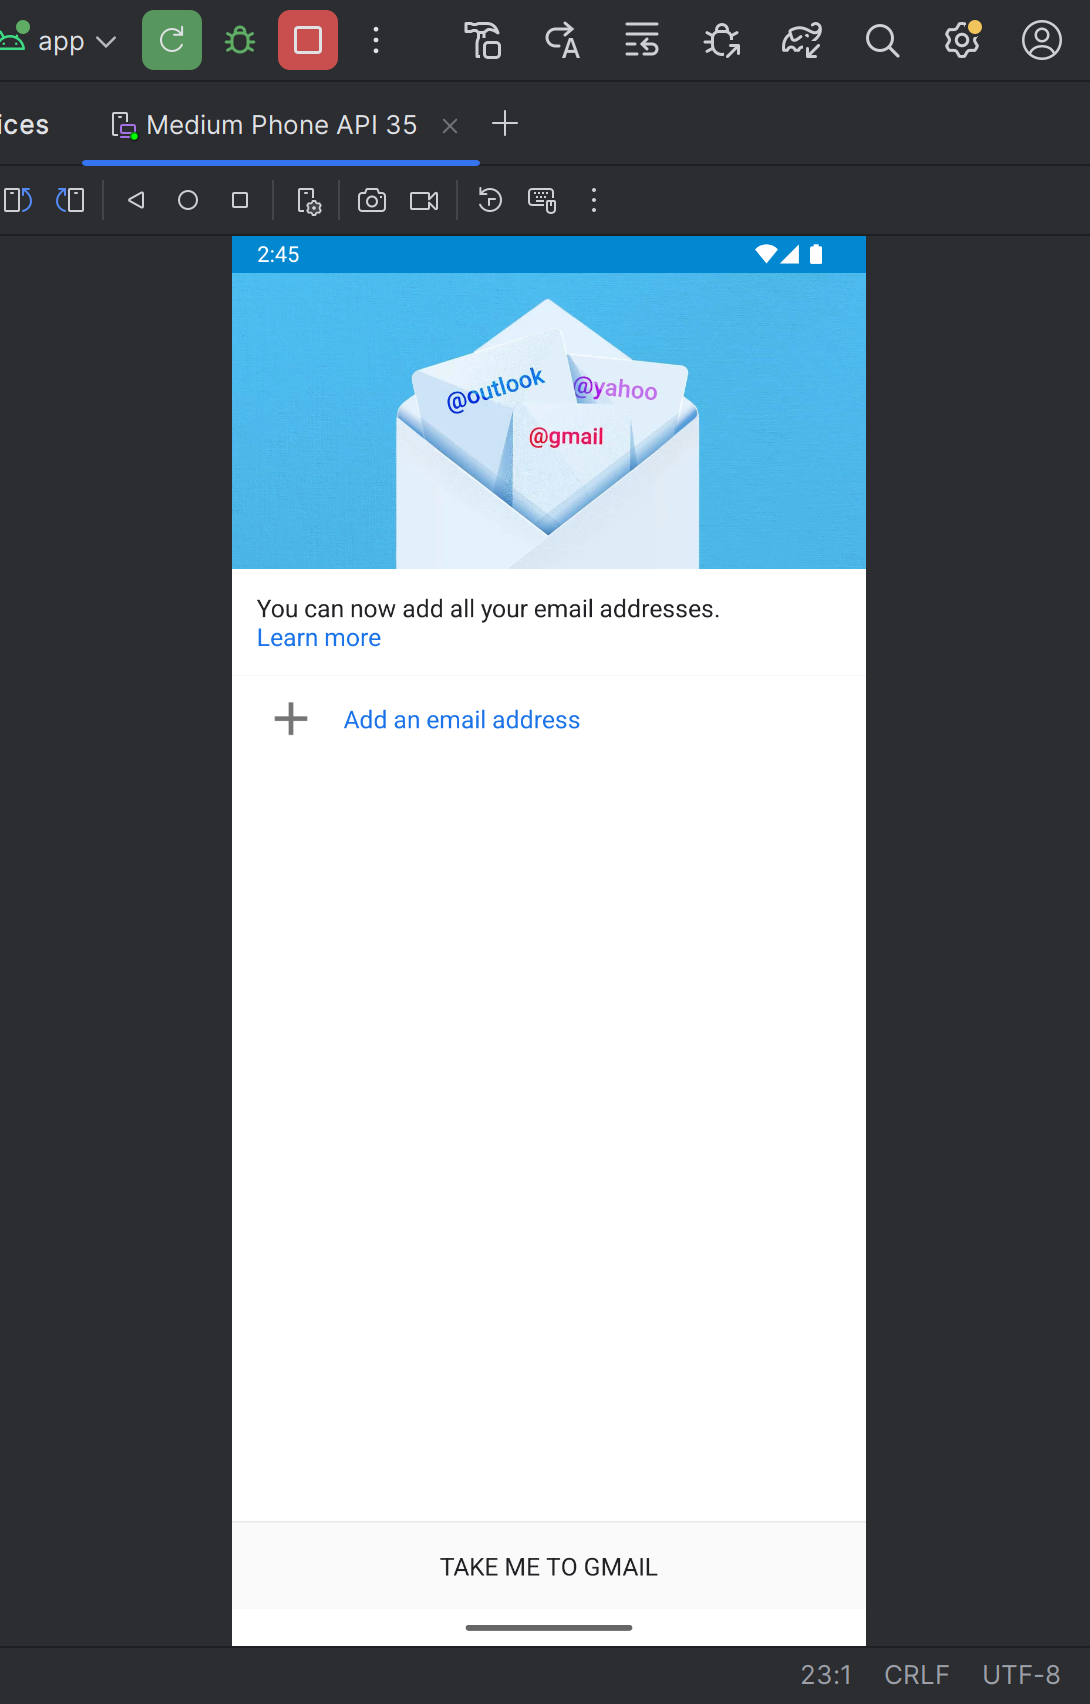 app
ices
Medium Phone API 35
2:45
@outlook
@yahoo
@gmail
You can now add all your email addresses.
Learn more
Add an email address
TAKE ME TO GMAIL
23:1 CRLF UTF-8